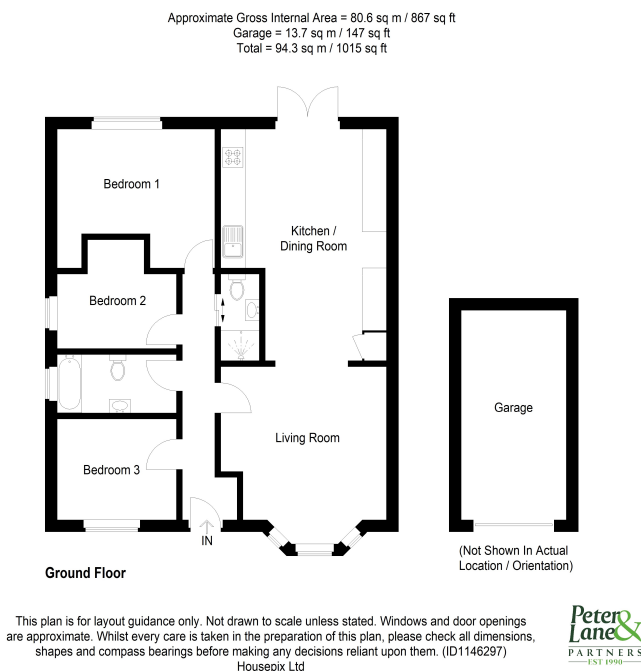 Approximate Gross Internal Area = 80.6 sq m / 867 sq ft
Garage = 13.7 sq m / 147 sq ft
Total = 94.3 sq m / 1015 sq ft
Bedroom 1
Kitchen /
Dining Room
Bedroom 2
Garage
Living Room
Bedroom 3
IN
(Not Shown In Actual
Location / Orientation)
Ground Floor
This plan is for layout guidance only. Not drawn to scale unless stated. Windows and door openings
are approximate. Whilst every care is taken in the preparation of this plan, please check all dimensions,
shapes and compass bearings before making any decisions reliant upon them. (ID1146297)
Housepix Ltd
Peter &
Lane
PARTNERS
EST 1990